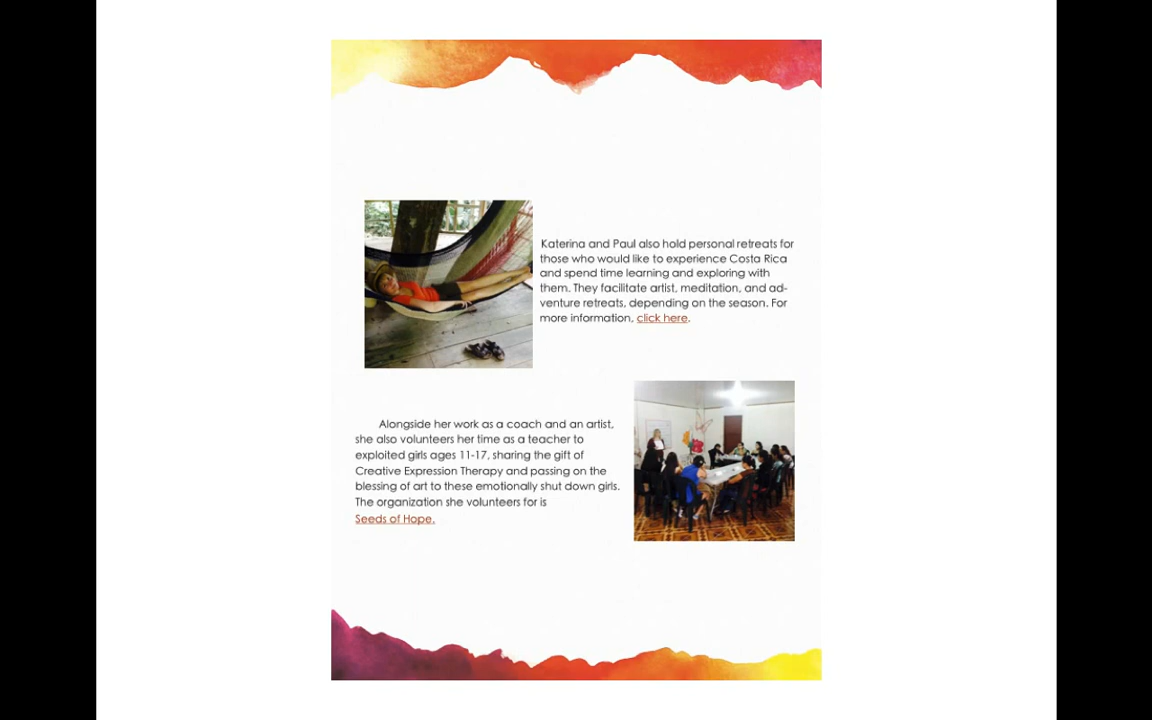 Katerina and Paul also hold personal retreats for
those who would like to experience Costa Rica
and spend time learning and exploring with
them. They facilitate artist, meditation, and ad-
venture retreats, depending on the season. For
more information, click here.
Alongside her work as a coach and an artist,
she also volunteers her time as a teacher to
exploited girls ages 11-17, sharing the gift of
Creative Expression Therapy and passing on the
blessing of art to these emotionally shut down girls.
The organization she volunteers for is
Seeds of Hope.